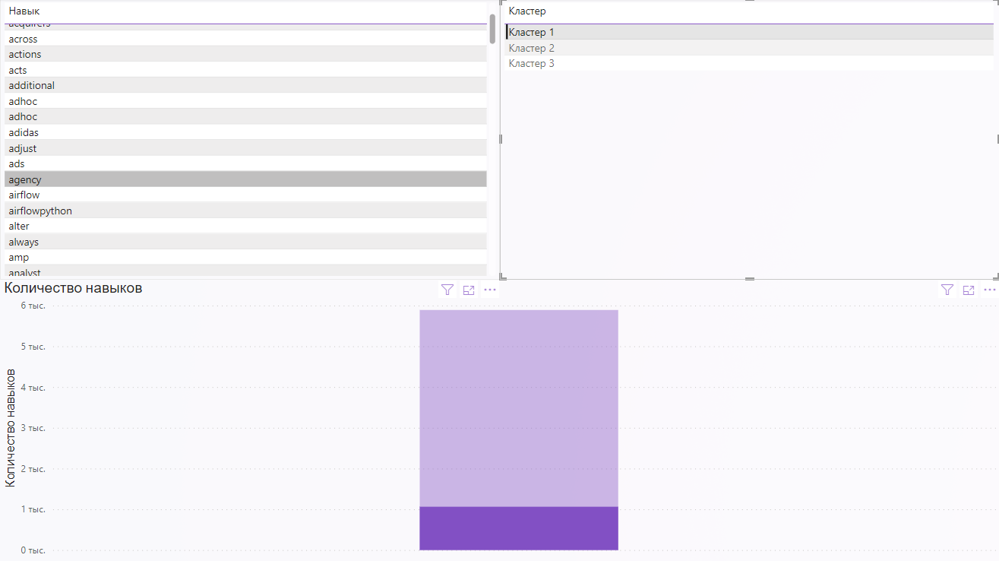 Навык
acquirers
across
actions
acts
additional
adhoc
adhoc
adidas
adjust
ads
agency
airflow
airflowpython
alter
always
amp
analyst
Кластер
Кластер 1
Кластер 2
Кластер 3
Количество навыков
Количество навыков
6 тыс.
5 тыс.
4 тыс.
3 тыс.
2 тыс.
1 тыс.
0 тыс.